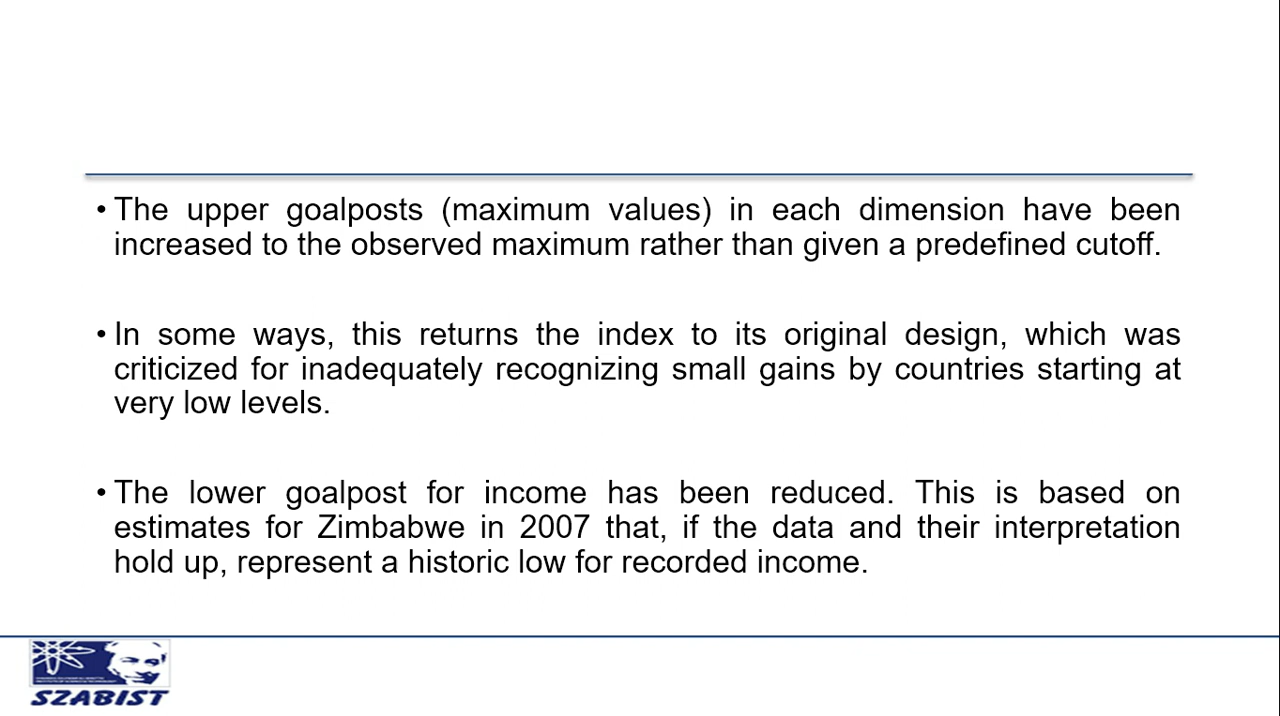 • The upper goalposts (maximum values) in each dimension have been
increased to the observed maximum rather than given a predefined cutoff.
• In some ways, this returns the index to its original design, which was
criticized for inadequately recognizing small gains by countries starting at
very low levels.
• The lower goalpost for income has been reduced. This is based on
estimates for Zimbabwe in 2007 that, if the data and their interpretation
hold up, represent a historic low for recorded income.
SZABIST